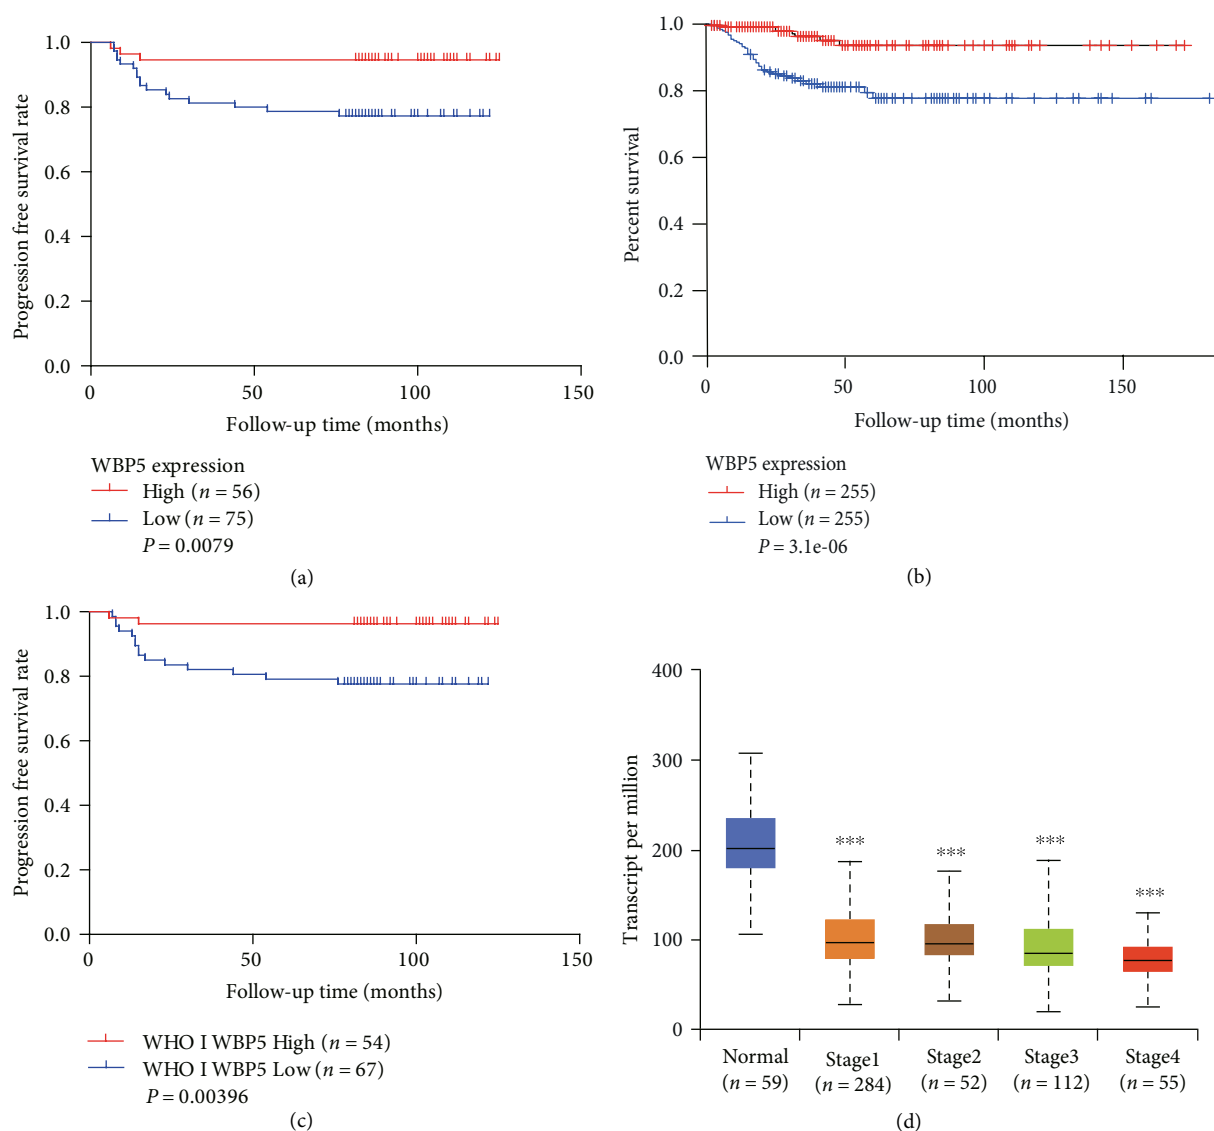 1.0
0.8
0.6
0.4
0.2
0.0
Progression free survival rate
0
50
100
150
Follow-up time (months)
WBP5 expression
High (n = 56)
Low (n = 75)
P = 0.0079
(a)
1.0
0.8
0.6
0.4
0.2
0.0
Percent survival
0
50
100
150
Follow-up time (months)
WBP5 expression
High (n = 255)
Low (n = 255)
P = 3.1e-06
(b)
1.0
0.8
0.6
0.4
0.2
0.0
Progression free survival rate
0
50
100
150
Follow-up time (months)
WHO I WBP5 High (n = 54)
WHO I WBP5 Low (n = 67)
P = 0.00396
(c)
400
300
200
100
0
Transcript per million
***
***
***
***
Normal
(n = 59)
Stage1
(n = 284)
Stage2
(n = 52)
Stage3
(n = 112)
Stage4
(n = 55)
(d)